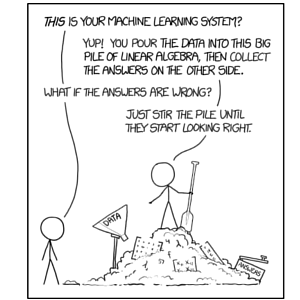 THIS IS YOUR MACHINE LEARNING SYSTEM?
YUP! YOU POUR THE DATA INTO THIS BIG
PILE OF LINEAR ALGEBRA, THEN COLLECT
THE ANSWERS ON THE OTHER SIDE.
WHAT IF THE ANSWERS ARE WRONG?
JUST STIR THE PILE UNTIL
THEY START LOOKING RIGHT.
DATA
ANSWERS